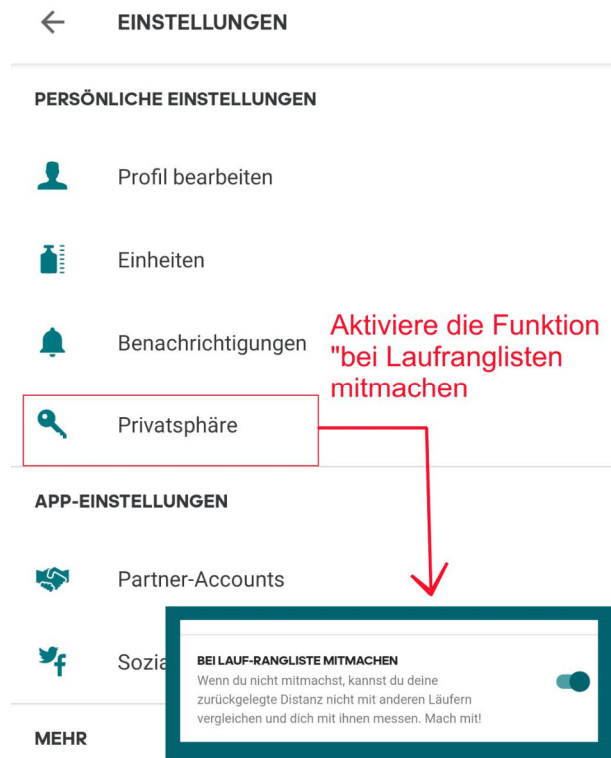 EINSTELLUNGEN
PERSÖNLICHE EINSTELLUNGEN
Profil bearbeiten
Einheiten
Benachrichtigungen
Aktiviere die Funktion
"bei Laufranglisten
mitmachen
Privatsphäre
APP-EINSTELLUNGEN
Partner-Accounts
Sozia
BEI LAUF-RANGLISTE MITMACHEN
Wenn du nicht mitmachst, kannst du deine
zurückgelegte Distanz nicht mit anderen Läufern
vergleichen und dich mit ihnen messen. Mach mit!
MEHR